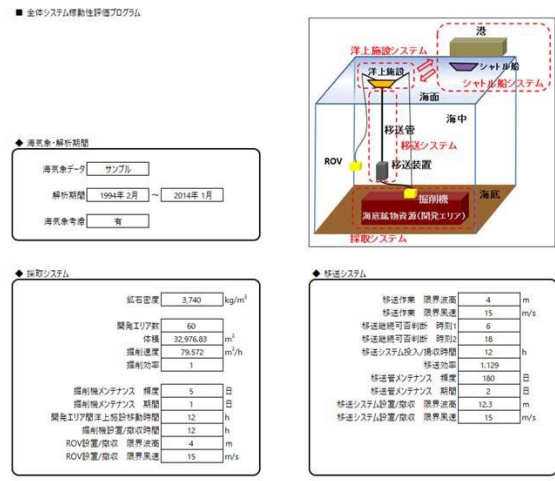 ■ 全体システム稼動性評価プログラム
港
洋上施設システム
シャトル船
洋上施設
シャトル船システム
海面
海中
移送管
移送システム
ROV
移送装置
掘削機
海底
海底鉱物資源(開発エリア)
採取システム
◆ 海気象・解析期間
海気象データ サンプル
解析期間 1994年 2月 ～ 2014年 1月
海気象考慮 有
◆ 採取システム
鉱石密度 3,740 kg/m³
開発エリア数 60
体積 32,976.83 m³
掘削速度 79.572 m³/h
掘削効率 1
掘削機メンテナンス 頻度 5 日
掘削機メンテナンス 期間 1 日
開発エリア間洋上施設移動時間 12 h
掘削機設置/撤収時間 12 h
ROV設置/撤収 限界波高 4 m
ROV設置/撤収 限界風速 15 m/s
◆ 移送システム
移送作業 限界波高 4 m
移送作業 限界風速 15 m/s
移送継続可否判断 時刻1 6
移送継続可否判断 時刻2 18
移送システム投入/揚収時間 12 h
移送効率 1.129
移送管メンテナンス 頻度 180 日
移送管メンテナンス 期間 2 日
移送システム設置/撤収 限界波高 12.3 m
移送システム設置/撤収 限界風速 15 m/s